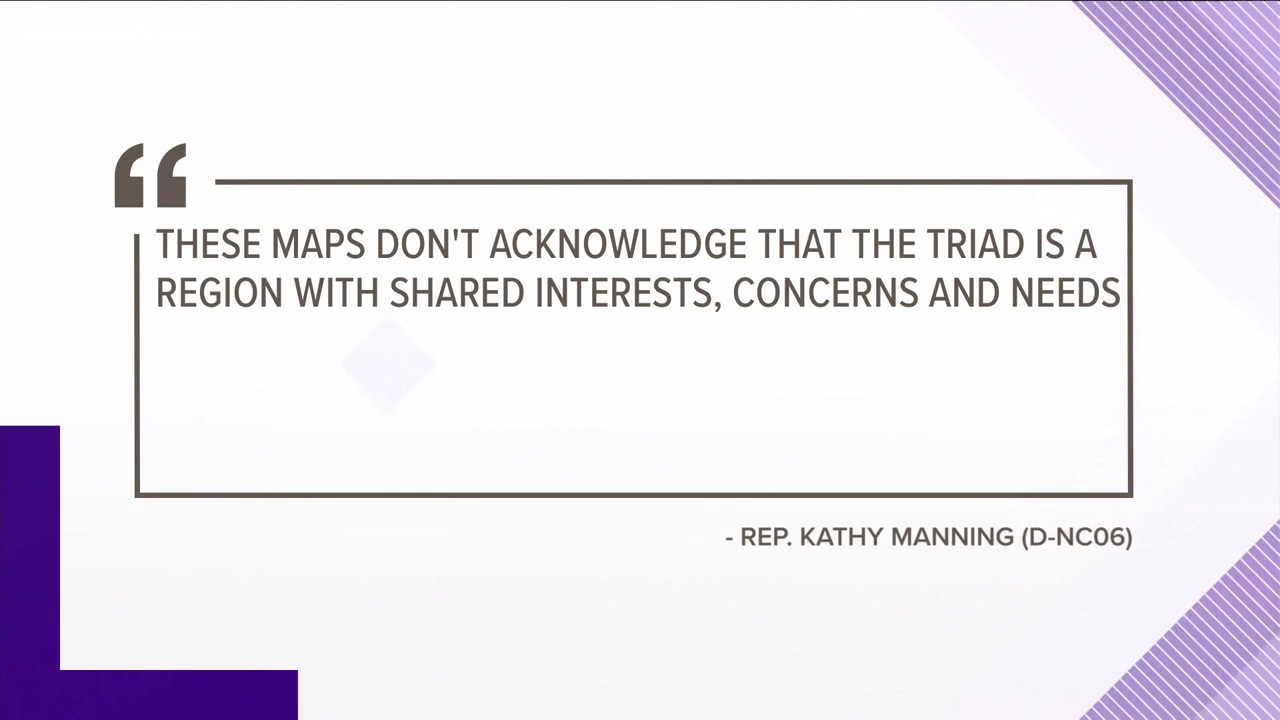 “
THESE MAPS DON'T ACKNOWLEDGE THAT THE TRIAD IS A
REGION WITH SHARED INTERESTS, CONCERNS AND NEEDS
- REP. KATHY MANNING (D-NC06)